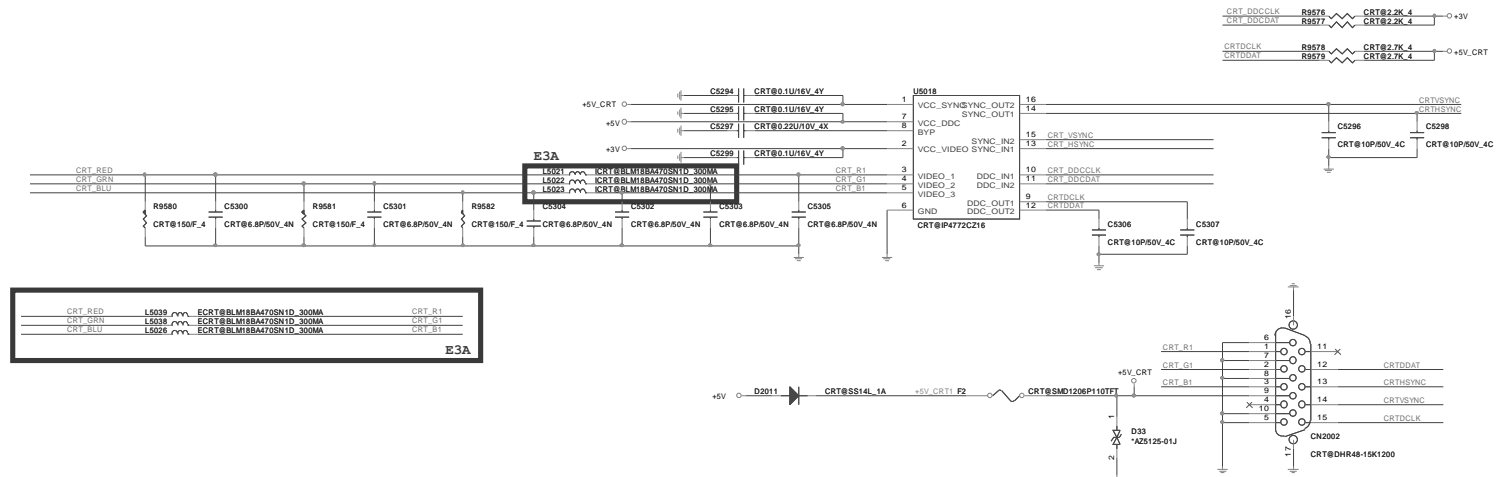 CRT_DDCCLK R9576 CRT@2.2K_4
CRT_DDCDAT R9577 CRT@2.2K_4
+3V
CRTDCLK R9578 CRT@2.7K_4
CRTDDAT R9579 CRT@2.7K_4
+5V_CRT
C5294 CRT@0.1U/16V_4Y
+5V_CRT
C5295 CRT@0.1U/16V_4Y
+5V
C5297 CRT@0.22U/10V_4X
+3V
C5299 CRT@0.1U/16V_4Y
U5018
1 VCC_SYNC SYNC_OUT2 16 CRTVSYNC
SYNC_OUT1 14 CRTHSYNC
7 VCC_DDC
8 BYP
SYNC_IN2 15 CRT_VSYNC
2 VCC_VIDEO SYNC_IN1 13 CRT_HSYNC
3 VIDEO_1 DDC_IN1 10 CRT_DDCCLK
4 VIDEO_2 DDC_IN2 11 CRT_DDCDAT
5 VIDEO_3
DDC_OUT1 9 CRTDCLK
6 GND DDC_OUT2 12 CRTDDAT
CRT@IP4772CZ16
C5296
CRT@10P/50V_4C
C5298
CRT@10P/50V_4C
C5306
CRT@10P/50V_4C
C5307
CRT@10P/50V_4C
E3A
CRT_RED L5021 ICRT@BLM18BA470SN1D_300MA CRT_R1
CRT_GRN L5022 ICRT@BLM18BA470SN1D_300MA CRT_G1
CRT_BLU L5023 ICRT@BLM18BA470SN1D_300MA CRT_B1
R9580 C5300 R9581 C5301 R9582 C5304 C5302 C5303 C5305
CRT@150/F_4 CRT@6.8P/50V_4N CRT@150/F_4 CRT@6.8P/50V_4N CRT@150/F_4 CRT@6.8P/50V_4N CRT@6.8P/50V_4N CRT@6.8P/50V_4N CRT@6.8P/50V_4N
CRT_RED L5039 ECRT@BLM18BA470SN1D_300MA CRT_R1
CRT_GRN L5038 ECRT@BLM18BA470SN1D_300MA CRT_G1
CRT_BLU L5026 ECRT@BLM18BA470SN1D_300MA CRT_B1
E3A
+5V D2011 CRT@SS14L_1A +5V_CRT1 F2 CRT@SMD1206P110TFT
+5V_CRT
1
D33
*AZ5125-01J
2
16
6
CRT_R1 1 11
7
CRT_G1 2 12 CRTDDAT
8
CRT_B1 3 13 CRTHSYNC
9
4 14 CRTVSYNC
10
5 15 CRTDCLK
17
CN2002
CRT@DHR48-15K1200